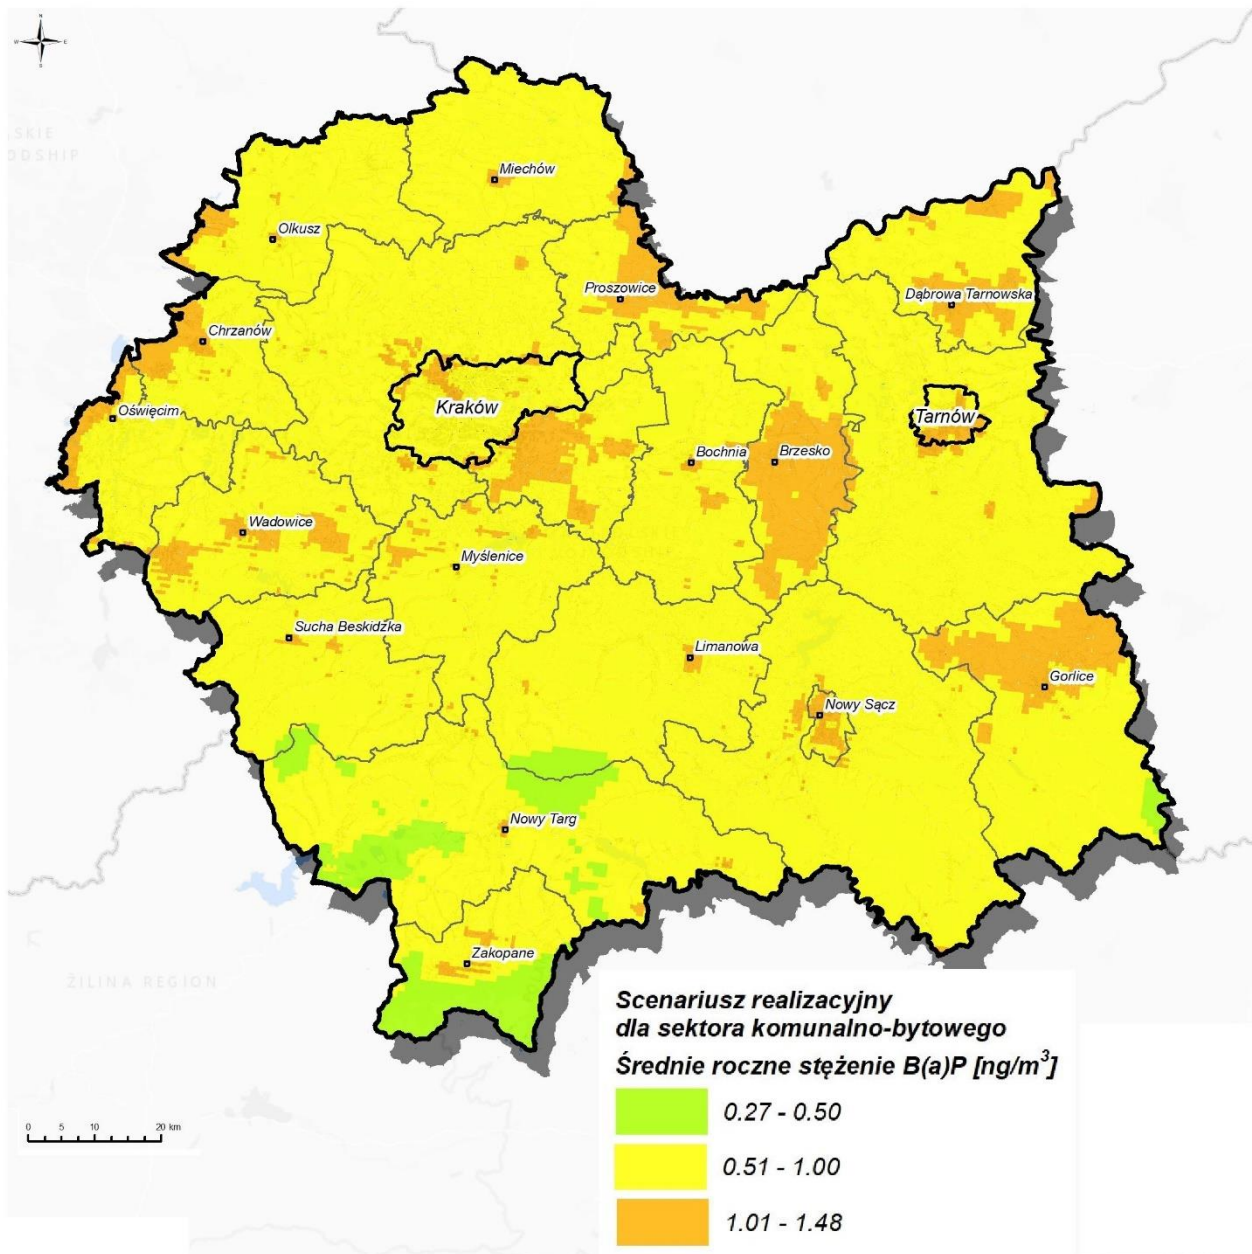 N
W E
S
Miechów
Olkusz
Proszowice
Dąbrowa Tarnowska
Chrzanów
Oświęcim
Kraków
Tarnów
Bochnia
Brzesko
Wadowice
Myślenice
Sucha Beskidzka
Limanowa
Gorlice
Nowy Sącz
Nowy Targ
Zakopane
ŽILINA REGION
Scenariusz realizacyjny
dla sektora komunalno-bytowego
Średnie roczne stężenie B(a)P [ng/m³]
0.27 - 0.50
0.51 - 1.00
1.01 - 1.48
0 5 10 20 km